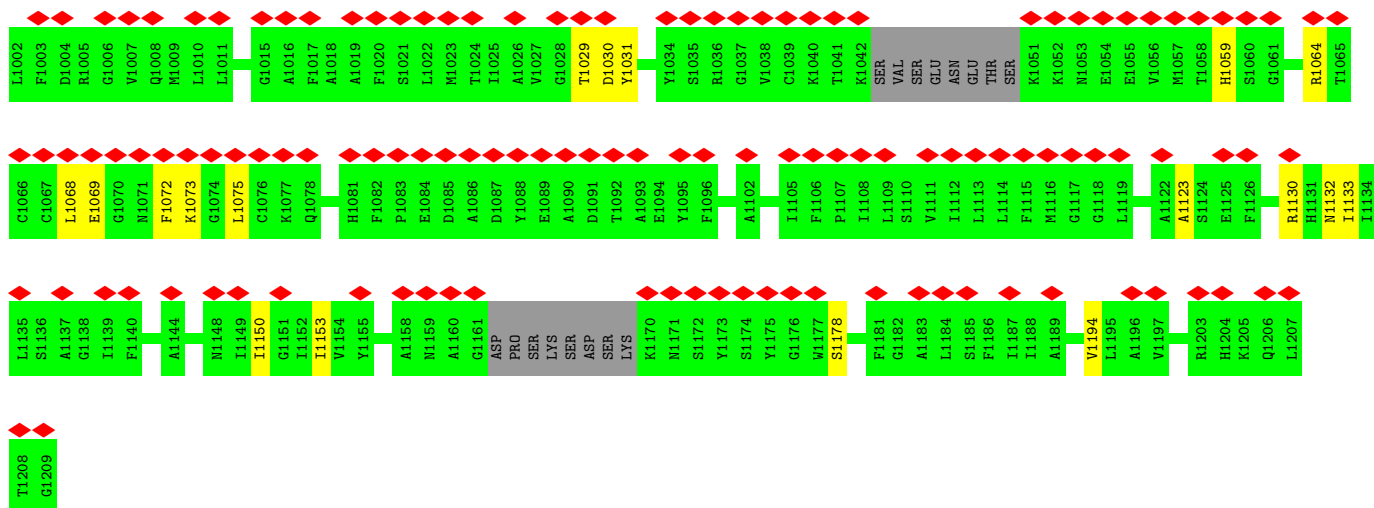 L1002 F1003 D1004 R1005 G1006 V1007 Q1008 M1009 L1010 L1011 G1015 A1016 F1017 A1018 A1019 F1020 S1021 L1022 M1023 T1024 I1025 A1026 V1027 G1028 T1029 D1030 Y1031 Y1034 S1035 R1036 G1037 V1038 C1039 K1040 T1041 K1042 SER VAL SER GLU ASN GLU THR SER K1051 K1052 N1053 E1054 E1055 V1056 M1057 T1058 H1059 S1060 G1061 R1064 T1065
C1066 C1067 L1068 E1069 G1070 N1071 F1072 K1073 G1074 L1075 C1076 K1077 Q1078 H1081 F1082 P1083 E1084 D1085 A1086 D1087 Y1088 E1089 A1090 D1091 T1092 A1093 E1094 Y1095 F1096 A1102 I1105 F1106 P1107 I1108 L1109 S1110 V1111 I1112 L1113 L1114 F1115 M1116 G1117 G1118 L1119 A1122 A1123 S1124 E1125 F1126 R1130 H1131 N1132 I1133 I1134
L1135 S1136 A1137 G1138 I1139 F1140 A1144 N1148 I1149 I1150 G1151 I1152 I1153 V1154 Y1155 A1158 N1159 A1160 G1161 ASP PRO SER LYS SER ASP SER LYS K1170 N1171 S1172 Y1173 S1174 Y1175 G1176 W1177 S1178 F1181 G1182 A1183 L1184 S1185 F1186 I1187 I1188 A1189 V1194 L1195 A1196 V1197 R1203 H1204 K1205 Q1206 L1207
T1208 G1209